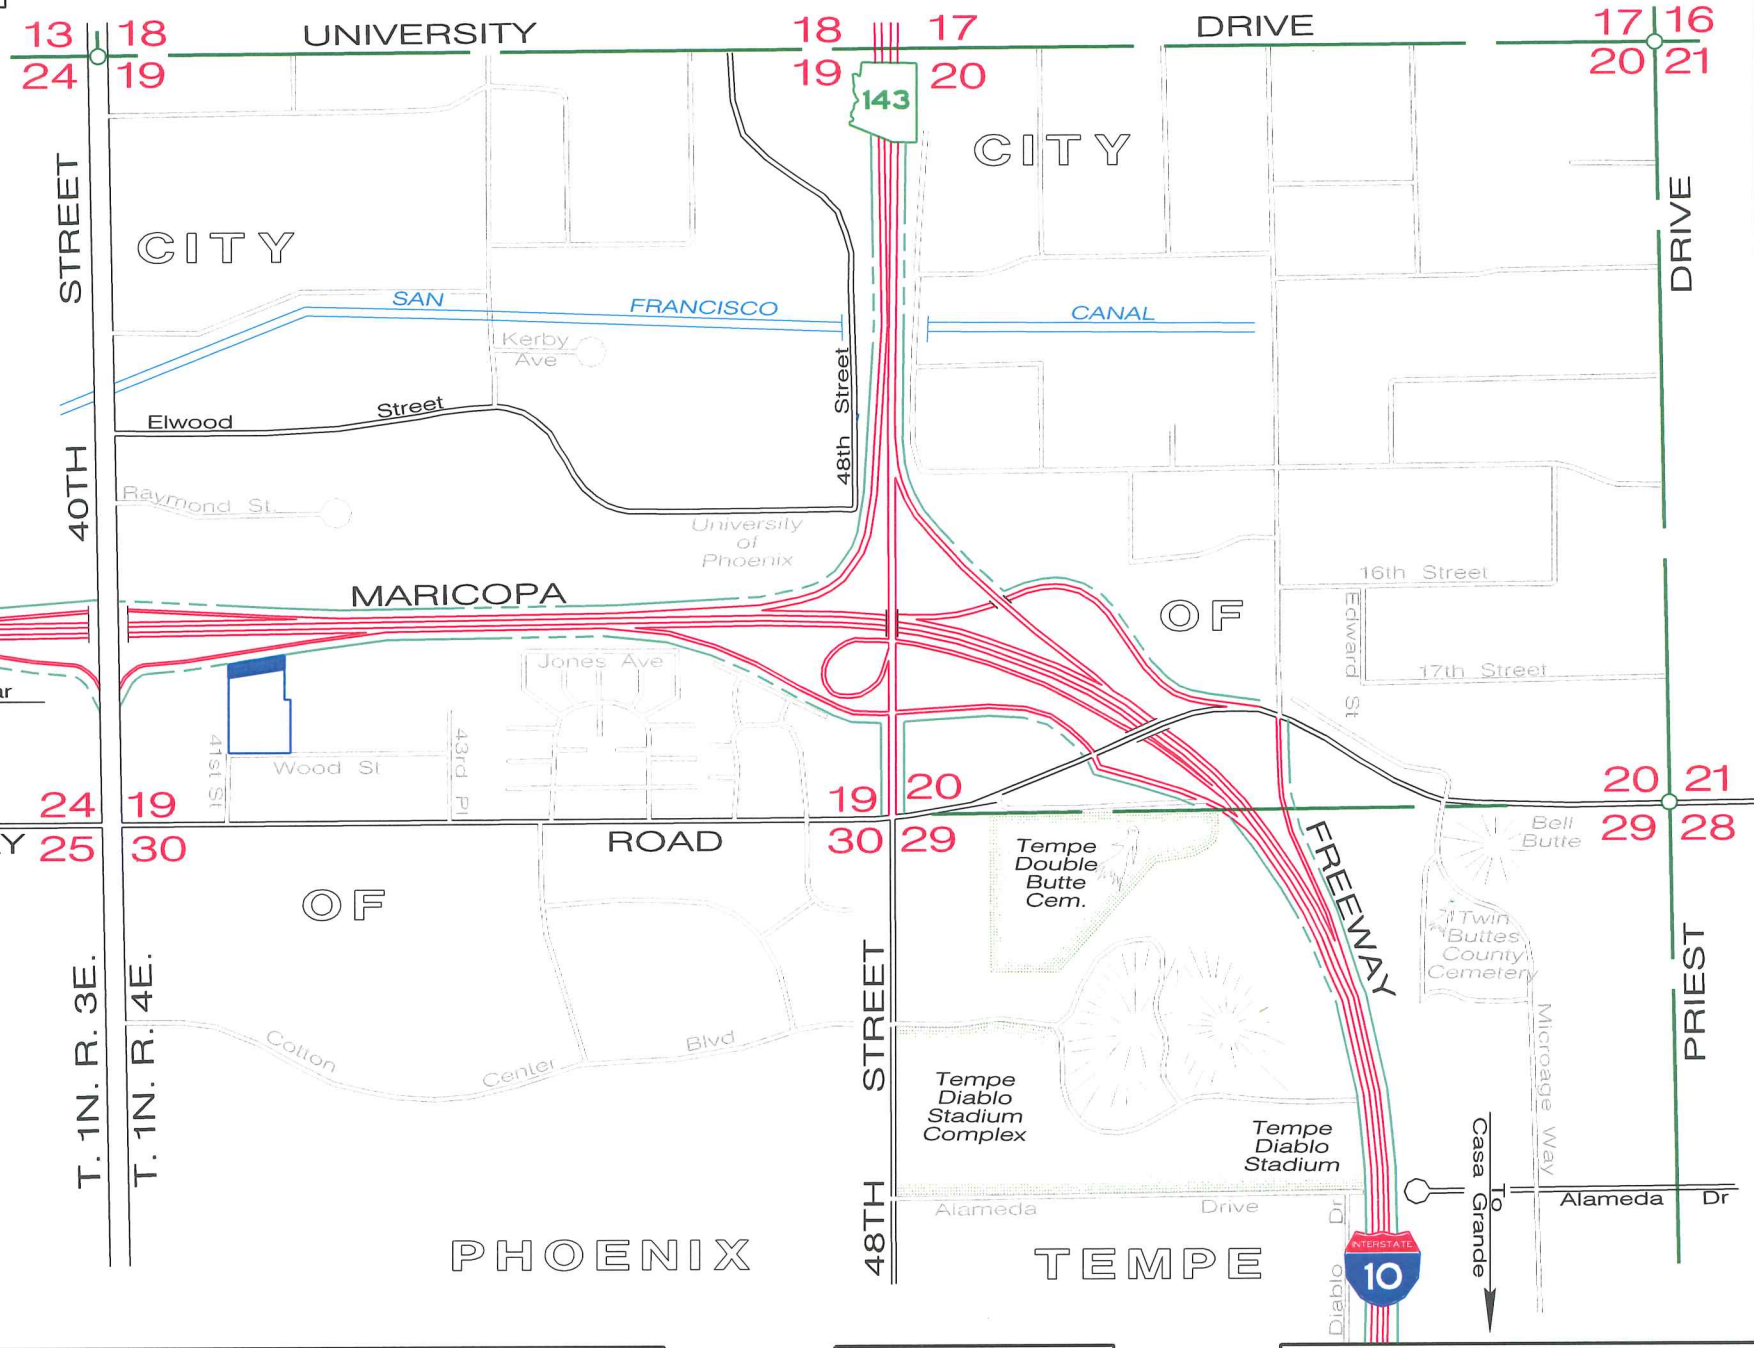 13 18
UNIVERSITY
18 17
DRIVE
17 16
24 19
19 20
20 21
143
CITY
CITY
STREET
DRIVE
SAN FRANCISCO CANAL
Kerby
Ave
48th Street
Elwood Street
40TH
Raymond St.
University
of
Phoenix
16th Street
MARICOPA
OF
Edward St
Jones Ave
17th Street
41st St
43rd Pl
Wood St
24 19
19 20
20 21
Y
25 30
ROAD
30 29
29 28
Bell
Butte
Tempe
Double
Butte
Cem.
FREEWAY
OF
Twin
Buttes
County
Cemetery
T. 1N. R. 3E.
T. 1N. R. 4E.
STREET
PRIEST
Cotton Center Blvd
Microage Way
Tempe
Diablo
Stadium
Complex
Tempe
Diablo
Stadium
To
Casa Grande
Alameda Drive
Alameda Dr
48TH
Diablo Dr
PHOENIX
TEMPE
INTERSTATE
10